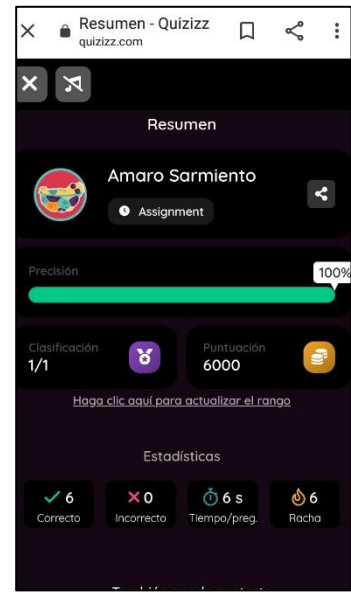 Resumen - Quizizz
quizizz.com
Resumen
Amaro Sarmiento
Assignment
Precisión
100%
Clasificación
1/1
Puntuación
6000
Haga clic aquí para actualizar el rango
Estadísticas
6
Correcto
0
Incorrecto
6 s
Tiempo/preg.
6
Racha